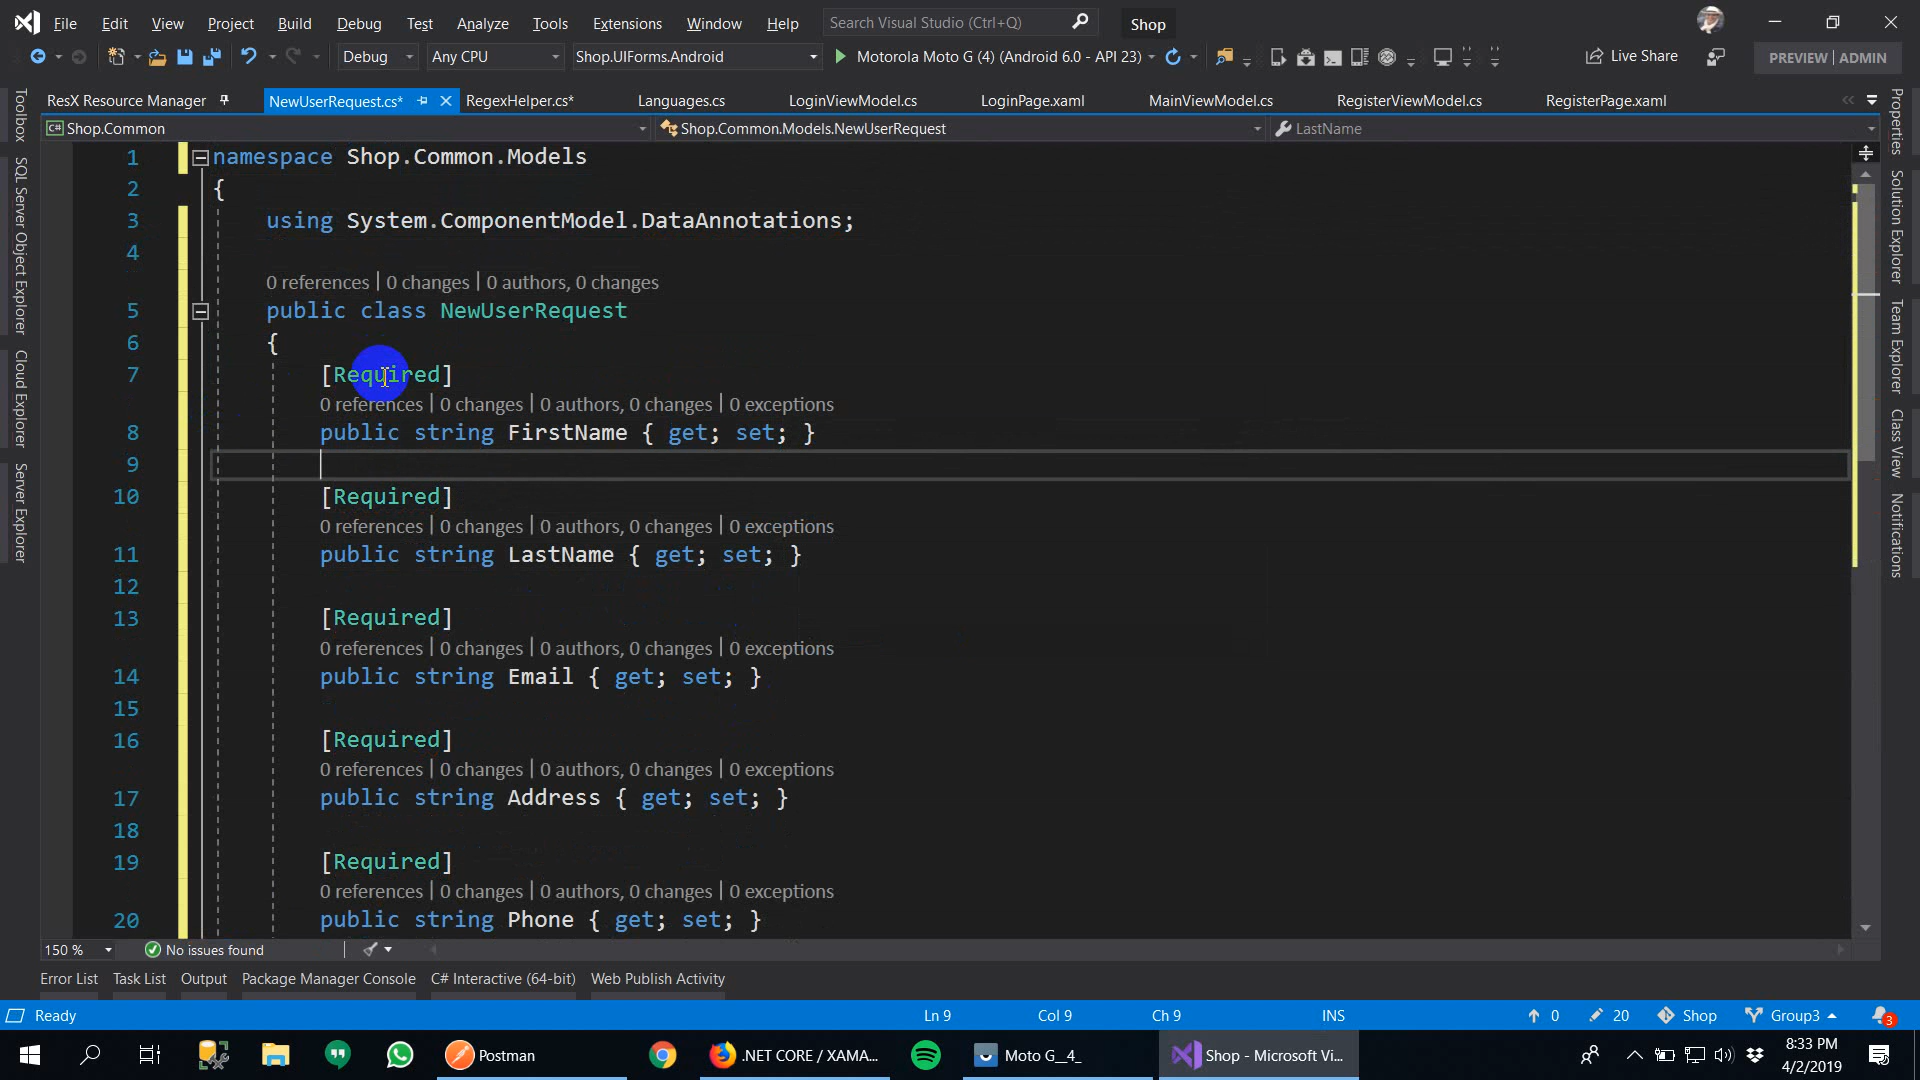 File Edit View Project Build Debug Test Analyze Tools Extensions Window Help Search Visual Studio (Ctrl+Q) Shop
Debug Any CPU Shop.UIForms.Android Motorola Moto G (4) (Android 6.0 - API 23) Live Share PREVIEW | ADMIN
ResX Resource Manager NewUserRequest.cs* RegexHelper.cs* Languages.cs LoginViewModel.cs LoginPage.xaml MainViewModel.cs RegisterViewModel.cs RegisterPage.xaml
C# Shop.Common Shop.Common.Models.NewUserRequest LastName
Toolbox
SQL Server Object Explorer
Cloud Explorer
Server Explorer
1 namespace Shop.Common.Models
2 {
3 using System.ComponentModel.DataAnnotations;
4
0 references | 0 changes | 0 authors, 0 changes
5 public class NewUserRequest
6 {
7 [Required]
0 references | 0 changes | 0 authors, 0 changes | 0 exceptions
8 public string FirstName { get; set; }
9
10 [Required]
0 references | 0 changes | 0 authors, 0 changes | 0 exceptions
11 public string LastName { get; set; }
12
13 [Required]
0 references | 0 changes | 0 authors, 0 changes | 0 exceptions
14 public string Email { get; set; }
15
16 [Required]
0 references | 0 changes | 0 authors, 0 changes | 0 exceptions
17 public string Address { get; set; }
18
19 [Required]
0 references | 0 changes | 0 authors, 0 changes | 0 exceptions
20 public string Phone { get; set; }
Properties
Solution Explorer
Team Explorer
Class View
Notifications
150 % No issues found
Error List Task List Output Package Manager Console C# Interactive (64-bit) Web Publish Activity
Ready Ln 9 Col 9 Ch 9 INS 0 20 Shop Group3 3
Postman .NET CORE / XAMA... Moto G__4_ Shop - Microsoft Vi... 8:33 PM
4/2/2019